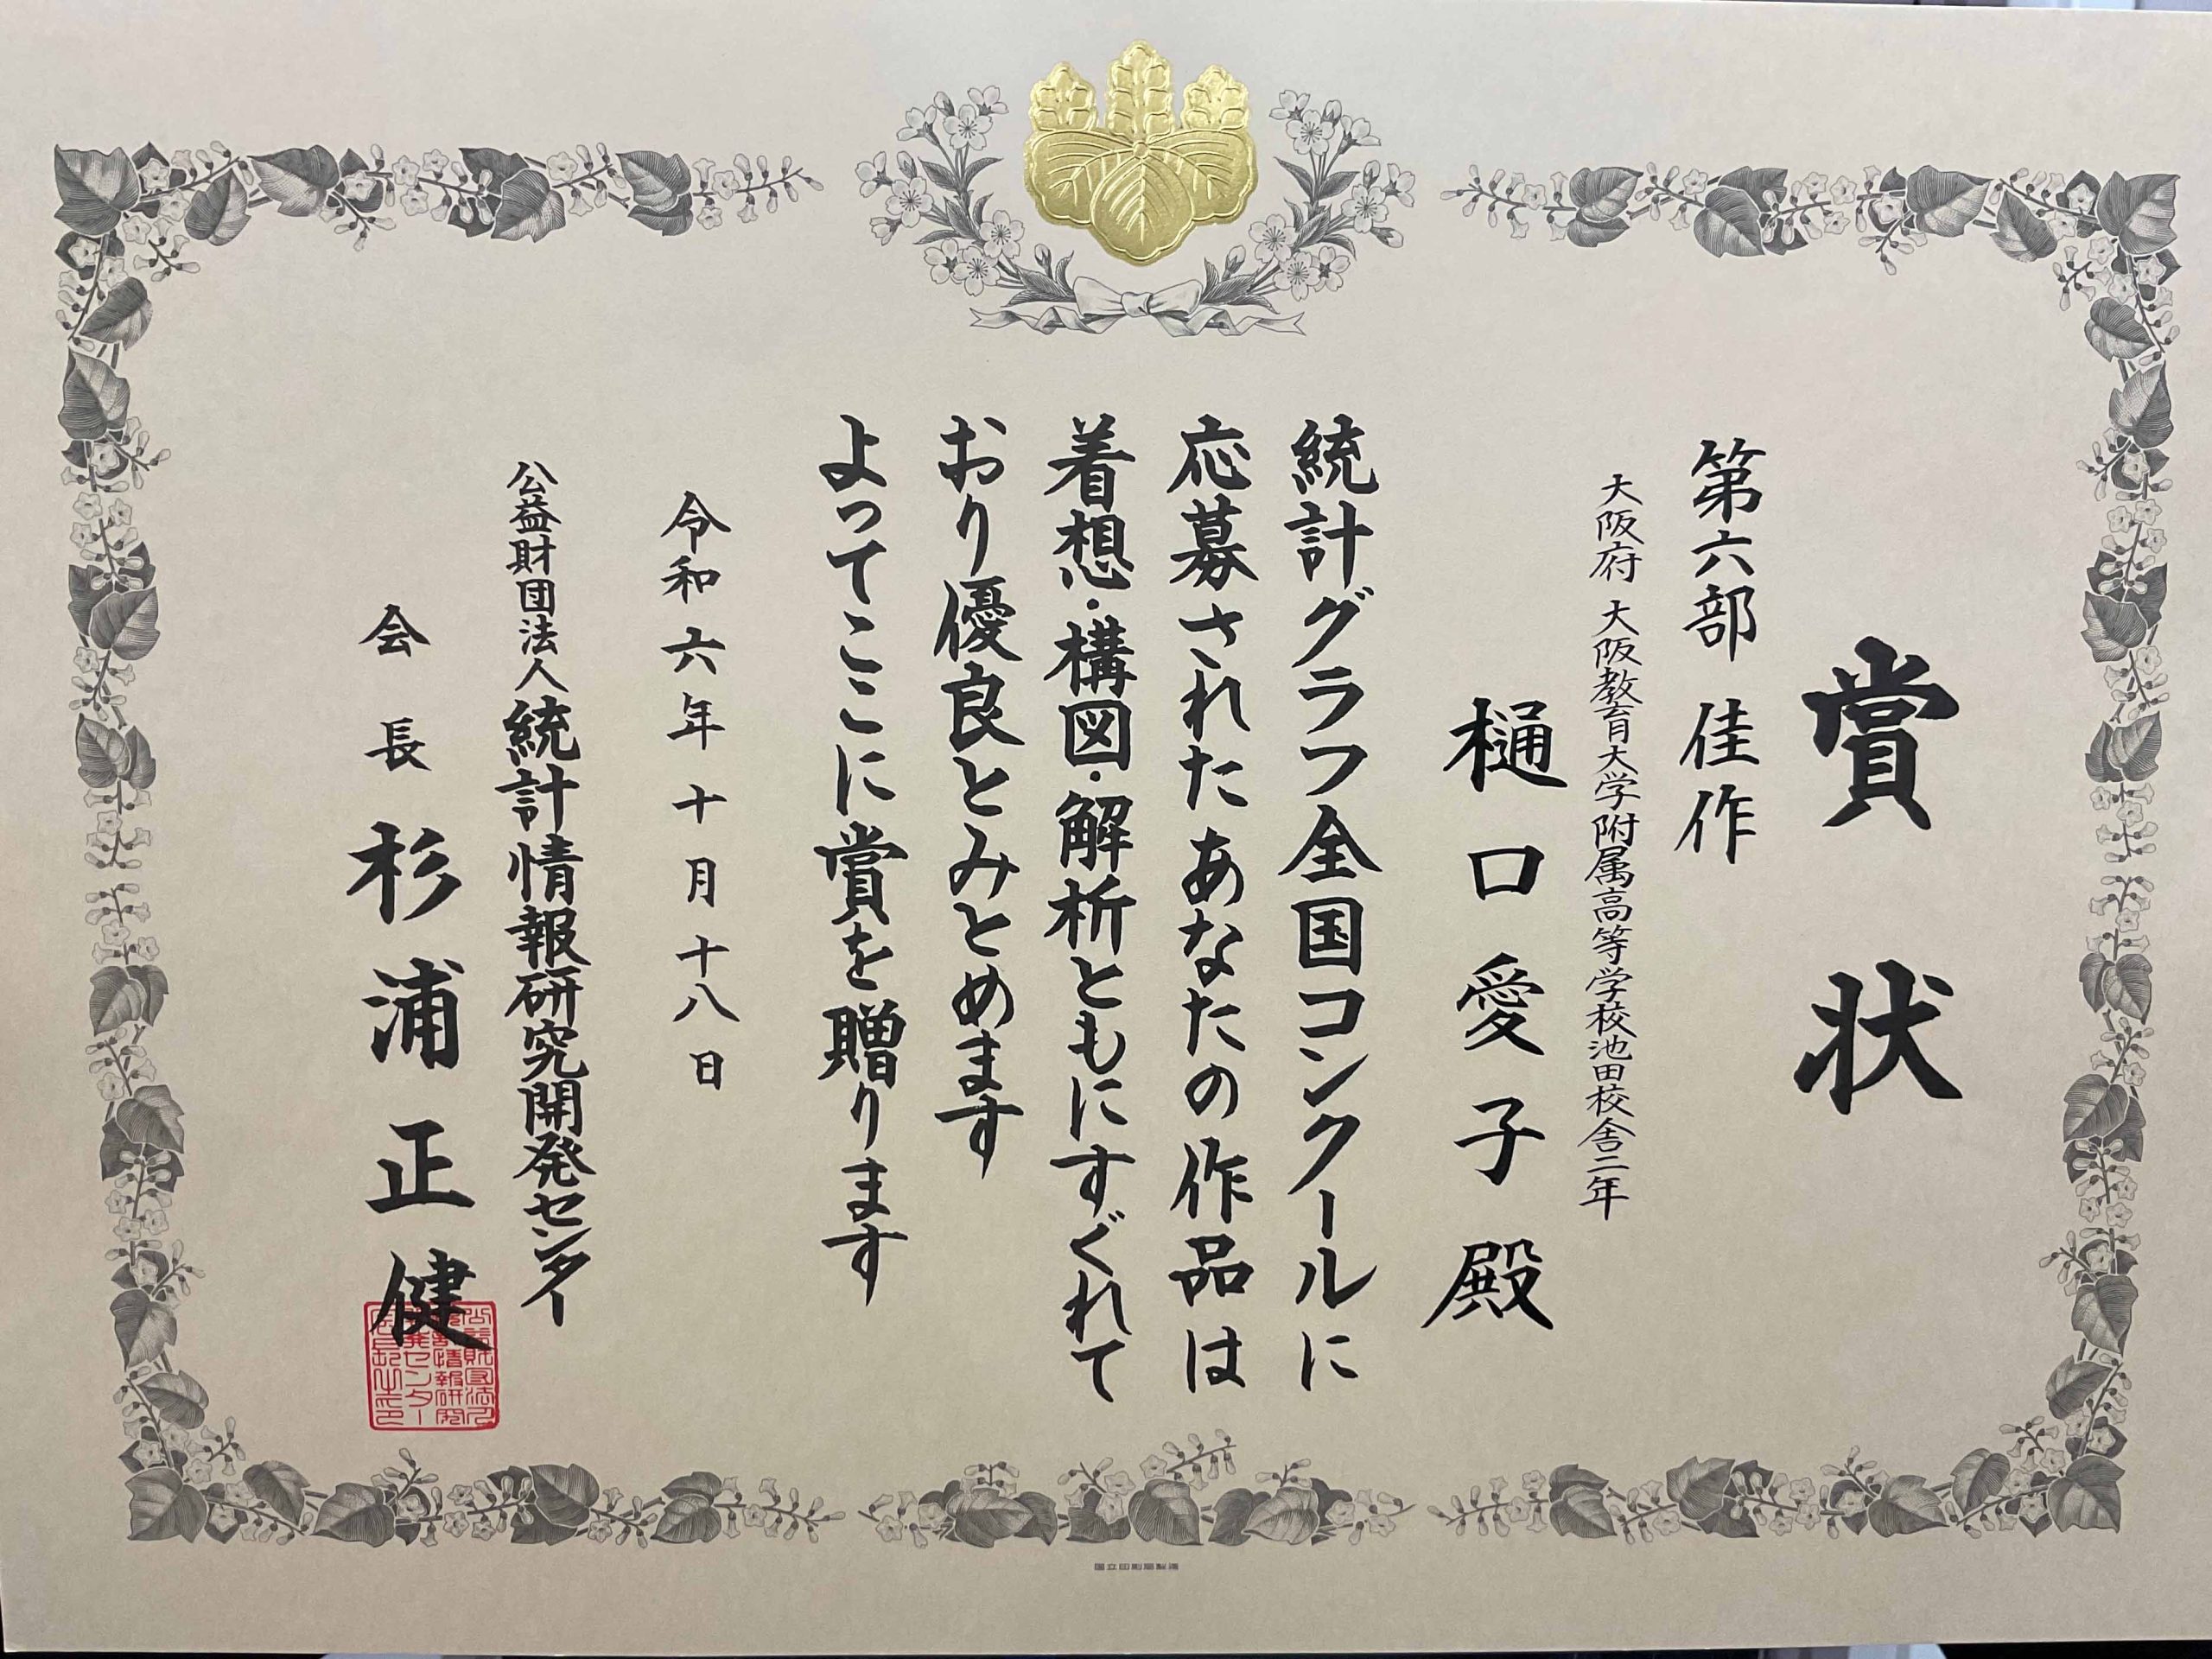 賞状
第六部 佳作
大阪府 大阪教育大学附属高等学校池田校舎二年
樋口愛子殿
統計グラフ全国コンクールに
応募されたあなたの作品は
着想・構図・解析ともにすぐれて
おり優良とみとめます
よってここに賞を贈ります
令和六年十月十八日
公益財団法人統計情報研究開発センター
会長 杉浦正健
国立印刷局製造